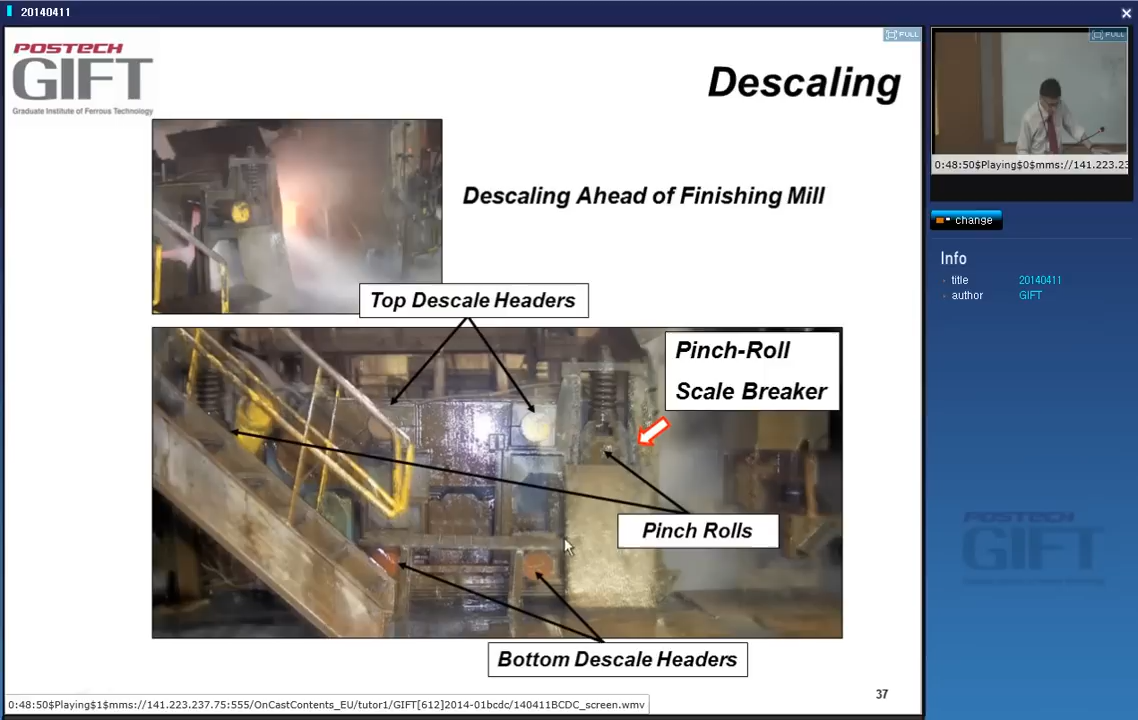 20140411
POSTECH
GIFT
Graduate Institute of Ferrous Technology
FULL
Descaling
Descaling Ahead of Finishing Mill
Top Descale Headers
Pinch-Roll
Scale Breaker
Pinch Rolls
Bottom Descale Headers
37
0:48:50$Playing$1$mms://141.223.237.75:555/OnCastContents_EU/tutor1/GIFT[612]2014-01bcdc/140411BCDC_screen.wmv
FULL
0:48:50$Playing$0$mms://141.223.23
change
Info
title 20140411
author GIFT
POSTECH
GIFT